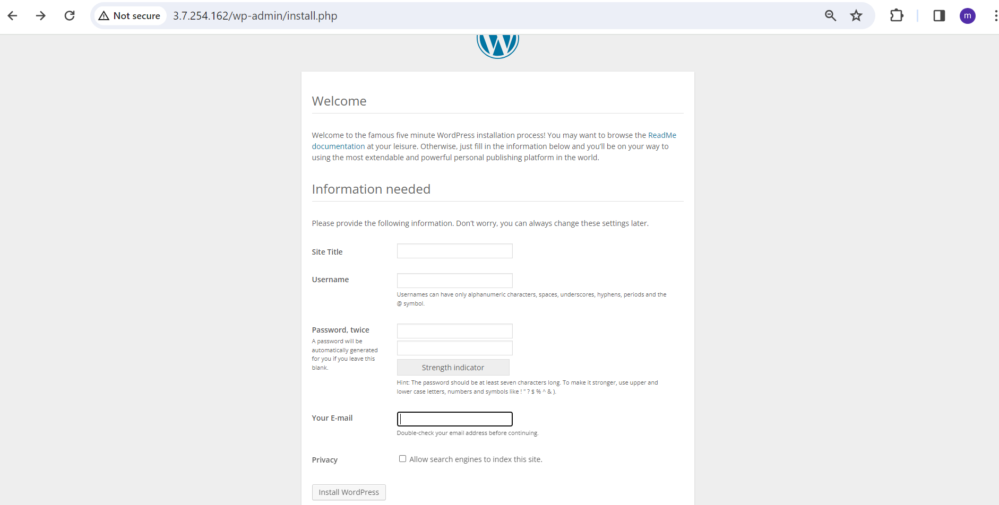 Not secure 3.7.254.162/wp-admin/install.php
m
Welcome
Welcome to the famous five minute WordPress installation process! You may want to browse the ReadMe
documentation at your leisure. Otherwise, just fill in the information below and you’ll be on your way to
using the most extendable and powerful personal publishing platform in the world.
Information needed
Please provide the following information. Don’t worry, you can always change these settings later.
Site Title
Username
Usernames can have only alphanumeric characters, spaces, underscores, hyphens, periods and the
@ symbol.
Password, twice
A password will be
automatically generated
for you if you leave this
blank.
Strength indicator
Hint: The password should be at least seven characters long. To make it stronger, use upper and
lower case letters, numbers and symbols like ! " ? $ % ^ & ).
Your E-mail
Double-check your email address before continuing.
Privacy
Allow search engines to index this site.
Install WordPress